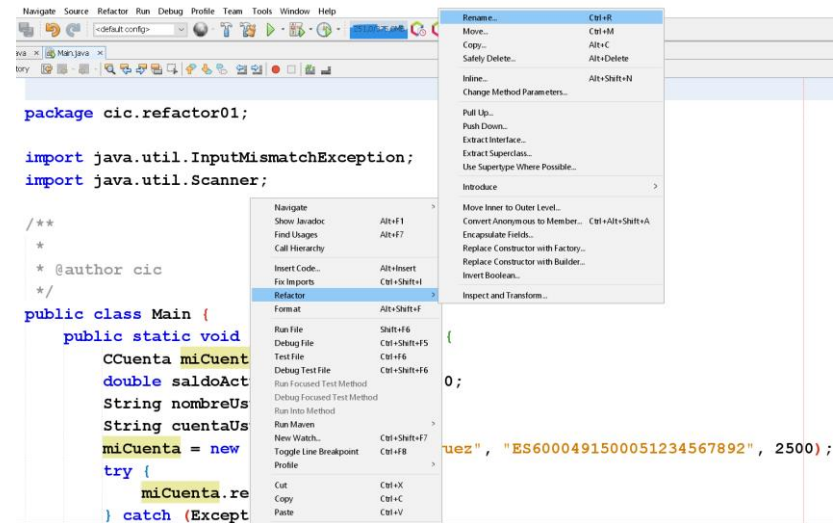 Navigate Source Refactor Run Debug Profile Team Tools Window Help
<default config>
ava × Main.java ×
tory
package cic.refactor01;
import java.util.InputMismatchException;
import java.util.Scanner;
/**
*
* @author cic
*/
public class Main {
public static void {
CCuenta miCuent
double saldoAct 0;
String nombreUs
String cuentaUs
miCuenta = new uez", "ES6000491500051234567892", 2500);
try {
miCuenta.re
} catch (Except
Navigate >
Show Javadoc Alt+F1
Find Usages Alt+F7
Call Hierarchy
Insert Code... Alt+Insert
Fix Imports Ctrl+Shift+I
Refactor >
Format Alt+Shift+F
Run File Shift+F6
Debug File Ctrl+Shift+F5
Test File Ctrl+F6
Debug Test File Ctrl+Shift+F6
Run Focused Test Method
Debug Focused Test Method
Run Into Method
Run Maven >
New Watch... Ctrl+Shift+F7
Toggle Line Breakpoint Ctrl+F8
Profile >
Cut Ctrl+X
Copy Ctrl+C
Paste Ctrl+V
Rename... Ctrl+R
Move... Ctrl+M
Copy... Alt+C
Safely Delete... Alt+Delete
Inline... Alt+Shift+N
Change Method Parameters...
Pull Up...
Push Down...
Extract Interface...
Extract Superclass...
Use Supertype Where Possible...
Introduce >
Move Inner to Outer Level...
Convert Anonymous to Member... Ctrl+Alt+Shift+A
Encapsulate Fields...
Replace Constructor with Factory...
Replace Constructor with Builder...
Invert Boolean...
Inspect and Transform...